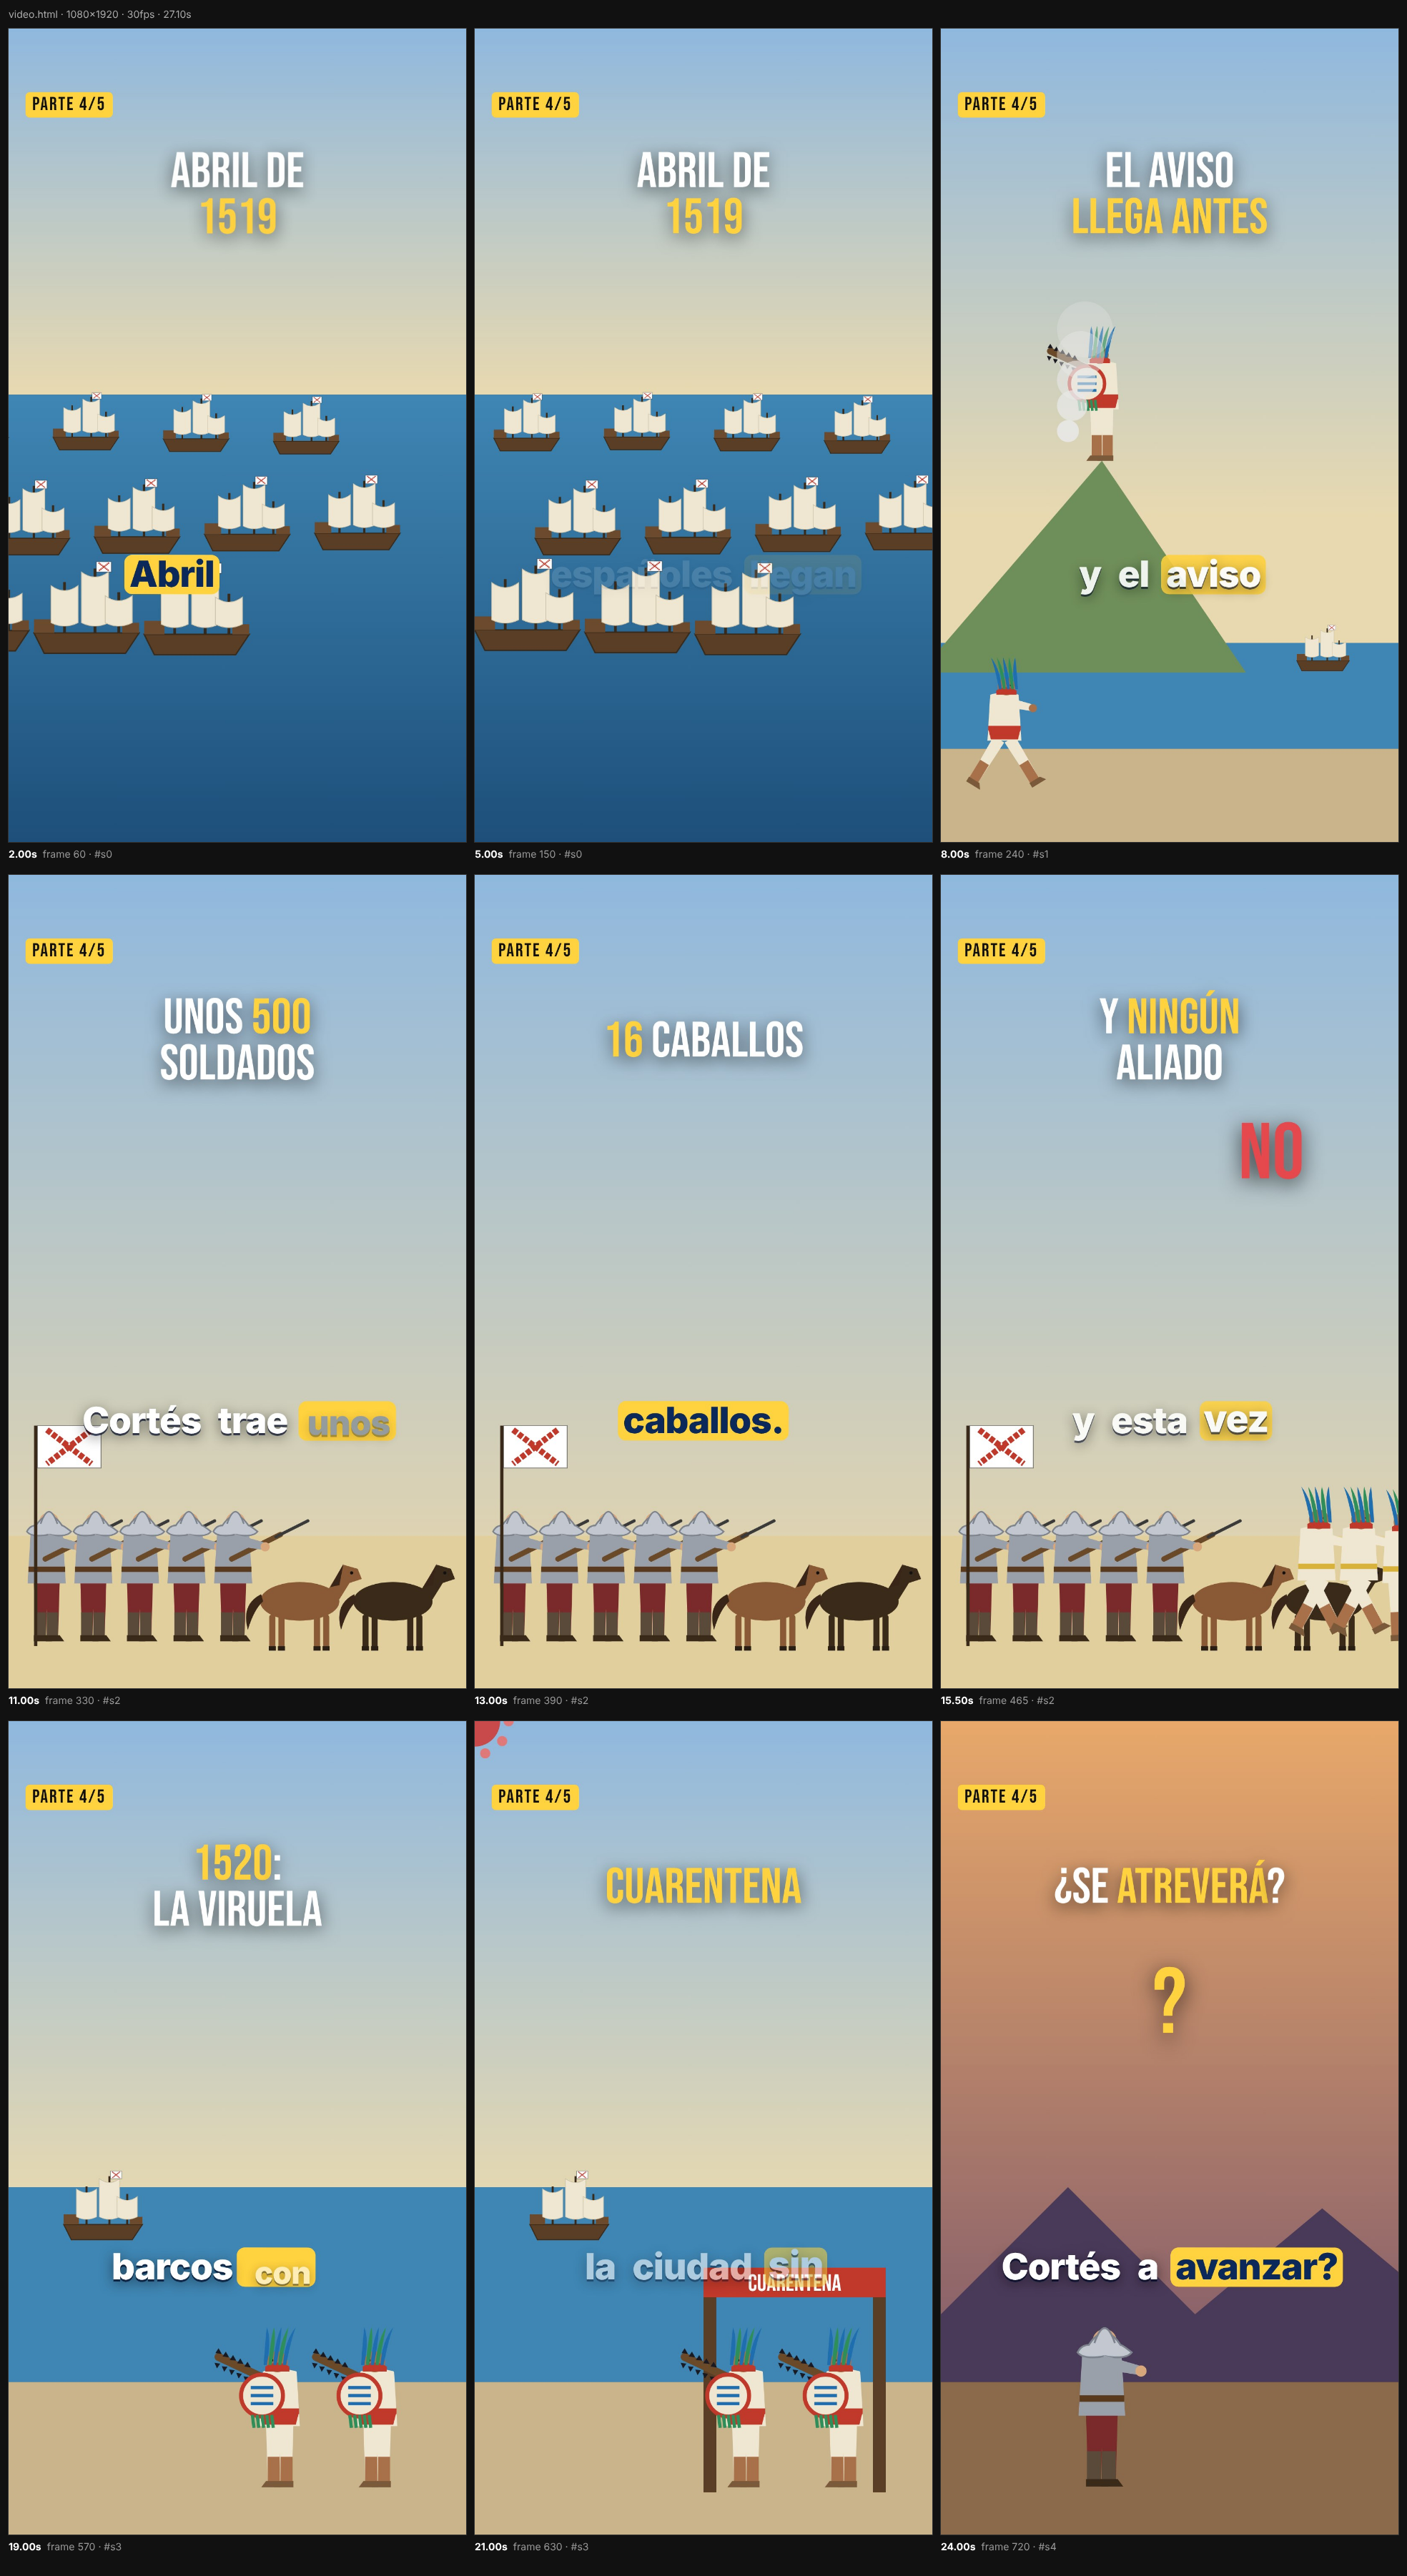 video.html · 1080×1920 · 30fps · 27.10s
PARTE 4/5
ABRIL DE
1519
Abril
2.00s frame 60 · #s0
PARTE 4/5
ABRIL DE
1519
españoles llegan
5.00s frame 150 · #s0
PARTE 4/5
EL AVISO
LLEGA ANTES
y el aviso
8.00s frame 240 · #s1
PARTE 4/5
UNOS 500
SOLDADOS
Cortés trae unos
11.00s frame 330 · #s2
PARTE 4/5
16 CABALLOS
caballos.
13.00s frame 390 · #s2
PARTE 4/5
Y NINGÚN
ALIADO
NO
y esta vez
15.50s frame 465 · #s2
PARTE 4/5
1520:
LA VIRUELA
barcos con
19.00s frame 570 · #s3
PARTE 4/5
CUARENTENA
la ciudad sin
CUARENTENA
21.00s frame 630 · #s3
PARTE 4/5
¿SE ATREVERÁ?
?
Cortés a avanzar?
24.00s frame 720 · #s4